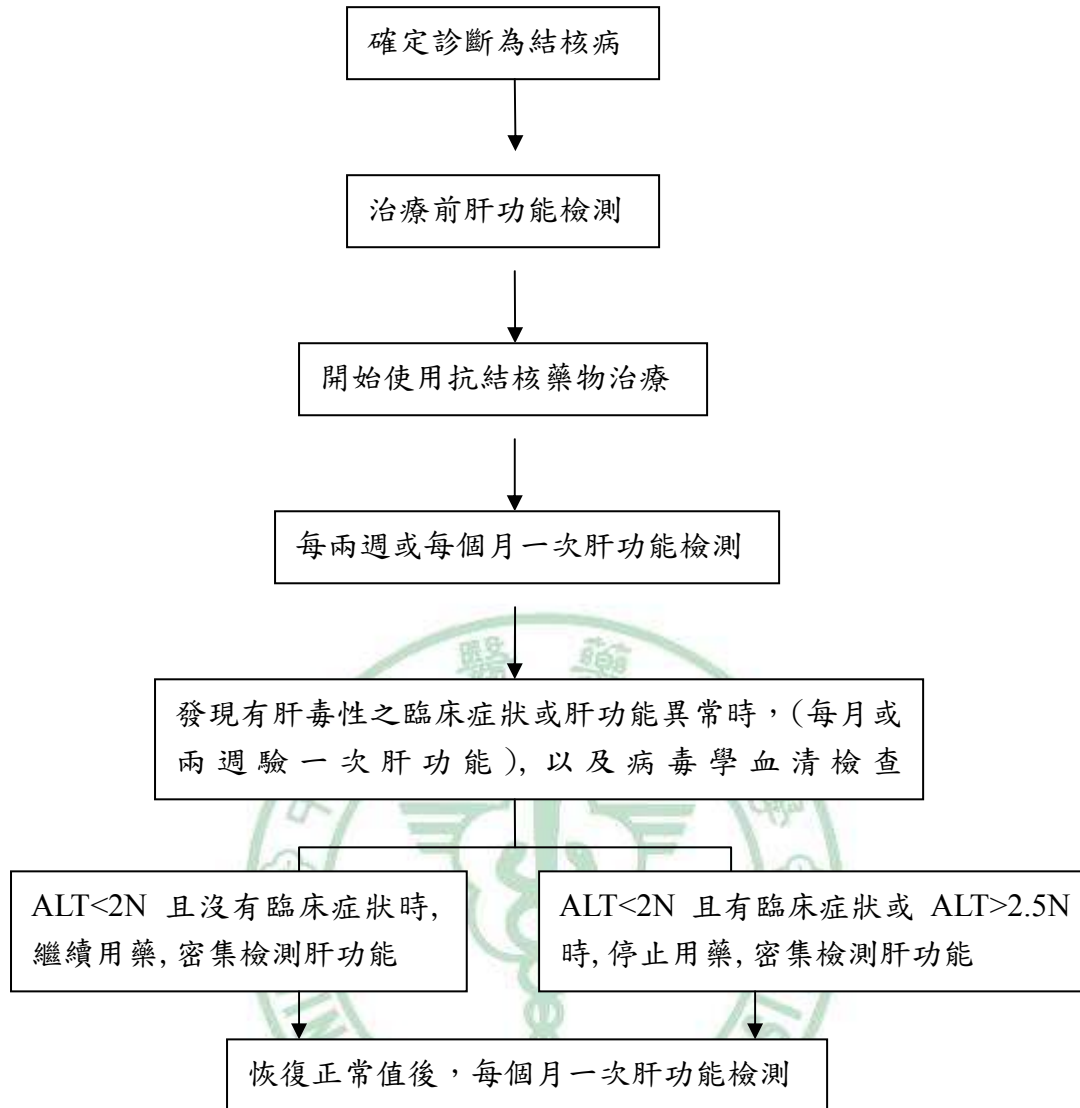 確定診斷為結核病
治療前肝功能檢測
開始使用抗結核藥物治療
每兩週或每個月一次肝功能檢測
發現有肝毒性之臨床症狀或肝功能異常時，(每月或
兩週驗一次肝功能), 以及病毒學血清檢查
ALT<2N 且沒有臨床症狀時,
繼續用藥, 密集檢測肝功能
ALT<2N 且有臨床症狀或 ALT>2.5N
時, 停止用藥, 密集檢測肝功能
恢復正常值後，每個月一次肝功能檢測
醫 藥